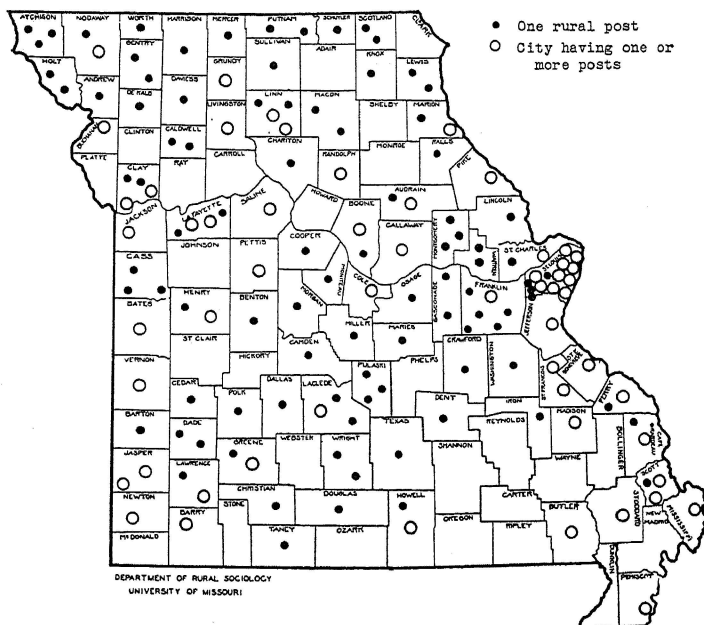 ● One rural post
○ City having one or
more posts
ATCHISON
NODAWAY
WORTH
HARRISON
MERCER
PUTNAM
SCHUYLER
SCOTLAND
CLARK
GENTRY
SULLIVAN
ADAIR
KNOX
HOLT
GRUNDY
LEWIS
ANDREW
DE KALB
DAVIESS
LINN
MACON
LIVINGSTON
SHELBY
MARION
BUCHANAN
CLINTON
CALDWELL
CHARITON
MONROE
RALLS
PLATTE
RAY
CARROLL
RANDOLPH
PIKE
CLAY
AUDRAIN
JACKSON
LAFAYETTE
SALINE
HOWARD
BOONE
LINCOLN
CALLAWAY
MONTGOMERY
JOHNSON
PETTIS
COOPER
WARREN
ST CHARLES
ST LOUIS
CASS
MONITEAU
COLE
OSAGE
GASCONADE
FRANKLIN
HENRY
BENTON
MORGAN
JEFFERSON
BATES
MILLER
MARIES
ST CLAIR
CAMDEN
PHELPS
CRAWFORD
WASHINGTON
VERNON
HICKORY
PULASKI
ST FRANCOIS
STE GENEVIEVE
CEDAR
POLK
DALLAS
LACLEDE
DENT
IRON
PERRY
BARTON
TEXAS
REYNOLDS
MADISON
DADE
BOLLINGER
CAPE GIRARDEAU
GREENE
WEBSTER
WRIGHT
SHANNON
JASPER
LAWRENCE
WAYNE
SCOTT
CHRISTIAN
DOUGLAS
HOWELL
CARTER
STODDARD
NEWTON
STONE
BUTLER
NEW MADRID
MISSISSIPPI
BARRY
OREGON
RIPLEY
MCDONALD
TANEY
OZARK
DUNKLIN
PEMISCOT
DEPARTMENT OF RURAL SOCIOLOGY
UNIVERSITY OF MISSOURI